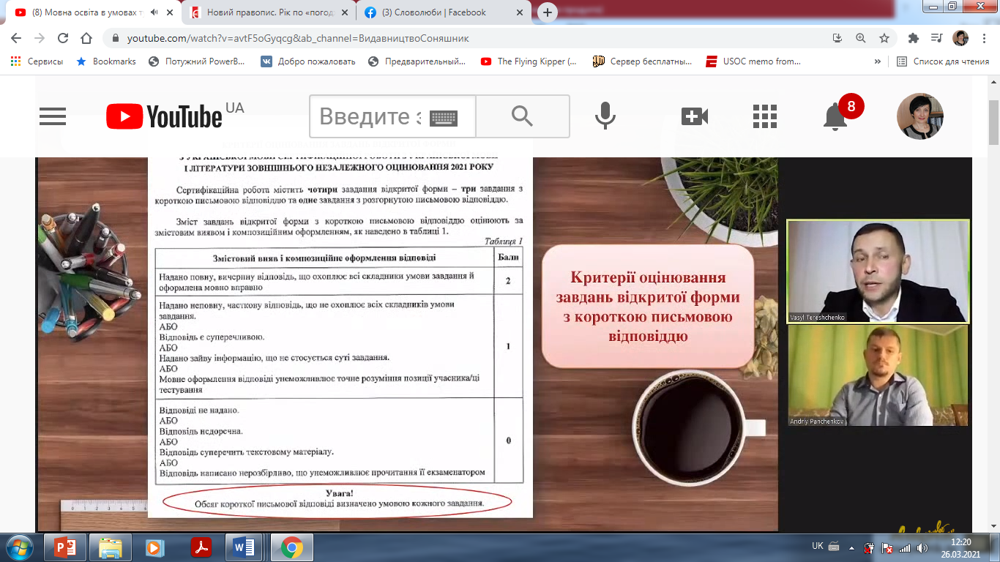 (8) Мовна освіта в умовах т
Новий правопис. Рік по «погод
(3) Словолюби | Facebook
youtube.com/watch?v=avtF5oGyqcg&ab_channel=ВидавництвоСоняшник
Сервисы
Bookmarks
Потужний PowerB...
Добро пожаловать
Предварительный...
The Flying Kipper (...
Сервер бесплатны...
USOC memo from...
»
Список для чтения
YouTube
UA
Введите з
8
І ЛІТЕРАТУРИ ЗОВНІШНЬОГО НЕЗАЛЕЖНОГО ОЦІНЮВАННЯ 2021 РОКУ
Сертифікаційна робота містить чотири завдання відкритої форми – три завдання з
короткою письмовою відповіддю та одне завдання з розгорнутою письмовою відповіддю.
Зміст завдань відкритої форми з короткою письмовою відповіддю оцінюють за
змістовим виявом і композиційним оформленням, як наведено в таблиці 1.
Таблиця 1
Змістовий вияв і композиційне оформлення відповіді
Бали
Надано повну, вичерпну відповідь, що охоплює всі складники умови завдання й
оформлена мовно вправно
2
Надано неповну, часткову відповідь, що не охоплює всіх складників умови
завдання.
АБО
Відповідь є суперечливою.
АБО
Надано зайву інформацію, що не стосується суті завдання.
АБО
Мовне оформлення відповіді унеможливлює точне розуміння позиції учасника/ці
тестування
1
Відповіді не надано.
АБО
Відповідь недоречна.
АБО
Відповідь суперечить текстовому матеріалу.
АБО
Відповідь написано нерозбірливо, що унеможливлює прочитання її екзаменатором
0
Увага!
Обсяг короткої письмової відповіді визначено умовою кожного завдання.
Критерії оцінювання
завдань відкритої форми
з короткою письмовою
відповіддю
Vasyl Tereshchenko
Andriy Panchenkov
UK
12:20
26.03.2021